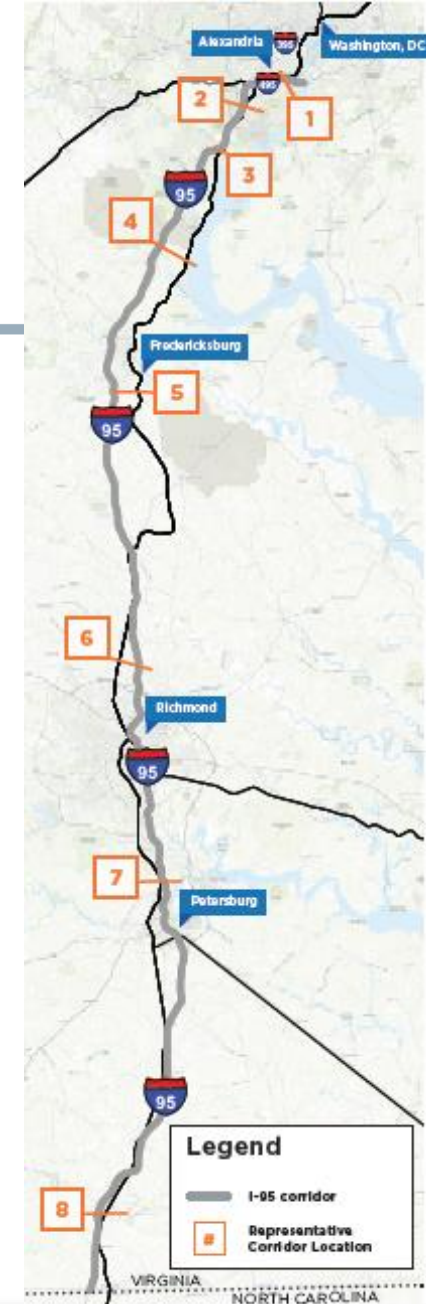 Alexandria
395
Washington, DC
495
2
1
3
95
4
Fredericksburg
5
95
6
Richmond
95
7
Petersburg
95
Legend
I-95 corridor
#
Representative
Corridor Location
8
VIRGINIA
NORTH CAROLINA